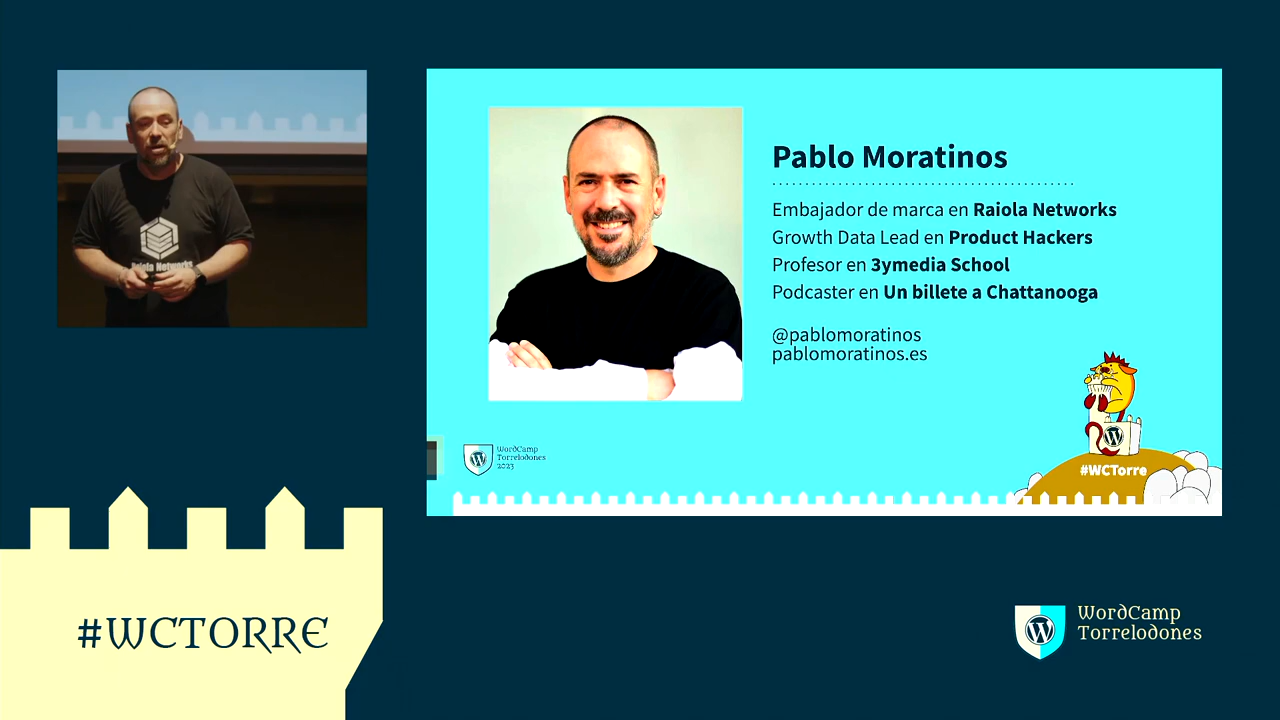 Raiola Networks
Pablo Moratinos
Embajador de marca en Raiola Networks
Growth Data Lead en Product Hackers
Profesor en 3ymedia School
Podcaster en Un billete a Chattanooga
@pablomoratinos
pablomoratinos.es
WordCamp
Torrelodones
2023
#WCTorre
#WCTORRE
WordCamp
Torrelodones